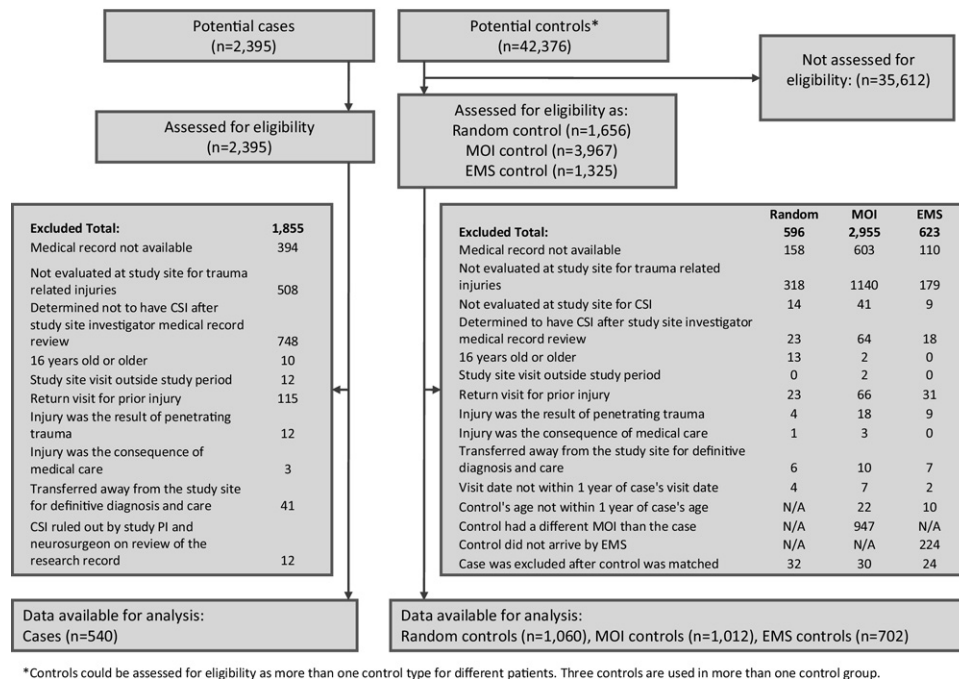 Potential cases
(n=2,395)
Potential controls*
(n=42,376)
Not assessed for
eligibility: (n=35,612)
Assessed for eligibility
(n=2,395)
Assessed for eligibility as:
Random control (n=1,656)
MOI control (n=3,967)
EMS control (n=1,325)
Excluded Total: 1,855
Medical record not available 394
Not evaluated at study site for trauma
related injuries 508
Determined not to have CSI after
study site investigator medical record
review 748
16 years old or older 10
Study site visit outside study period 12
Return visit for prior injury 115
Injury was the result of penetrating
trauma 12
Injury was the consequence of
medical care 3
Transferred away from the study site
for definitive diagnosis and care 41
CSI ruled out by study PI and
neurosurgeon on review of the
research record 12
Random MOI EMS
Excluded Total: 596 2,955 623
Medical record not available 158 603 110
Not evaluated at study site for trauma related
injuries 318 1140 179
Not evaluated at study site for CSI 14 41 9
Determined to have CSI after study site investigator
medical record review 23 64 18
16 years old or older 13 2 0
Study site visit outside study period 0 2 0
Return visit for prior injury 23 66 31
Injury was the result of penetrating trauma 4 18 9
Injury was the consequence of medical care 1 3 0
Transferred away from the study site for definitive
diagnosis and care 6 10 7
Visit date not within 1 year of case's visit date 4 7 2
Control's age not within 1 year of case's age N/A 22 10
Control had a different MOI than the case N/A 947 N/A
Control did not arrive by EMS N/A N/A 224
Case was excluded after control was matched 32 30 24
Data available for analysis:
Cases (n=540)
Data available for analysis:
Random controls (n=1,060), MOI controls (n=1,012), EMS controls (n=702)
*Controls could be assessed for eligibility as more than one control type for different patients. Three controls are used in more than one control group.